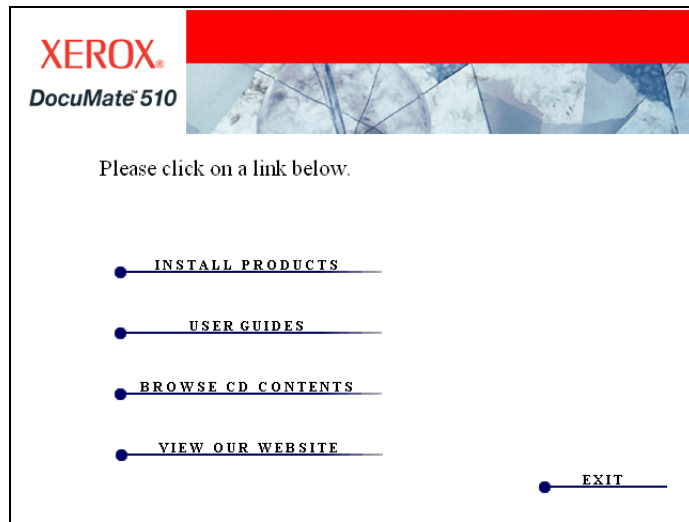 XEROX®
DocuMate™ 510
Please click on a link below.
INSTALL PRODUCTS
USER GUIDES
BROWSE CD CONTENTS
VIEW OUR WEBSITE
EXIT